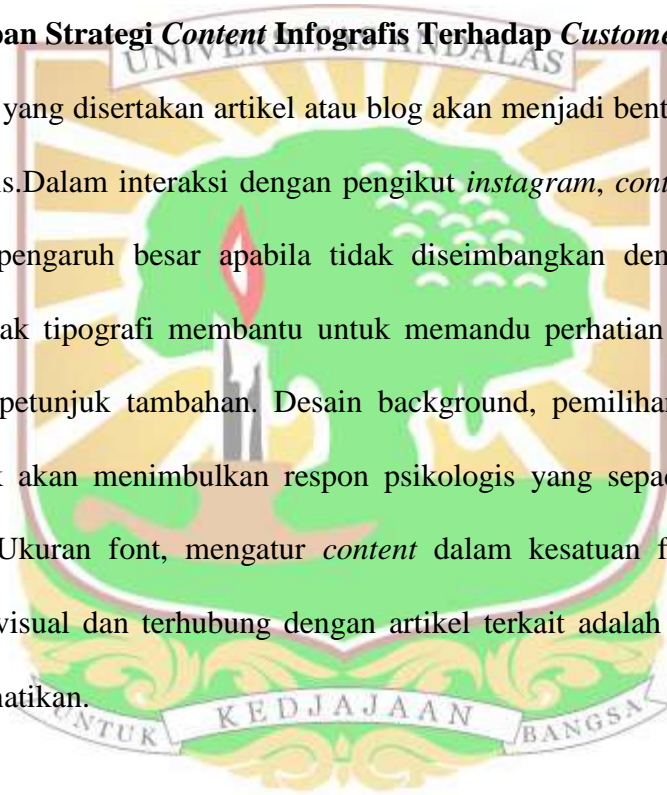 pan Strategi Content Infografis Terhadap Custome
UNIVERSITAS ANDALAS
yang disertakan artikel atau blog akan menjadi bent
is.Dalam interaksi dengan pengikut instagram, cont
pengaruh besar apabila tidak diseimbangkan den
ak tipografi membantu untuk memandu perhatian
petunjuk tambahan. Desain background, pemilihan
k akan menimbulkan respon psikologis yang sepad
Ukuran font, mengatur content dalam kesatuan f
visual dan terhubung dengan artikel terkait adalah
natikan.
UNTUK KEDJAJAAN BANGSA